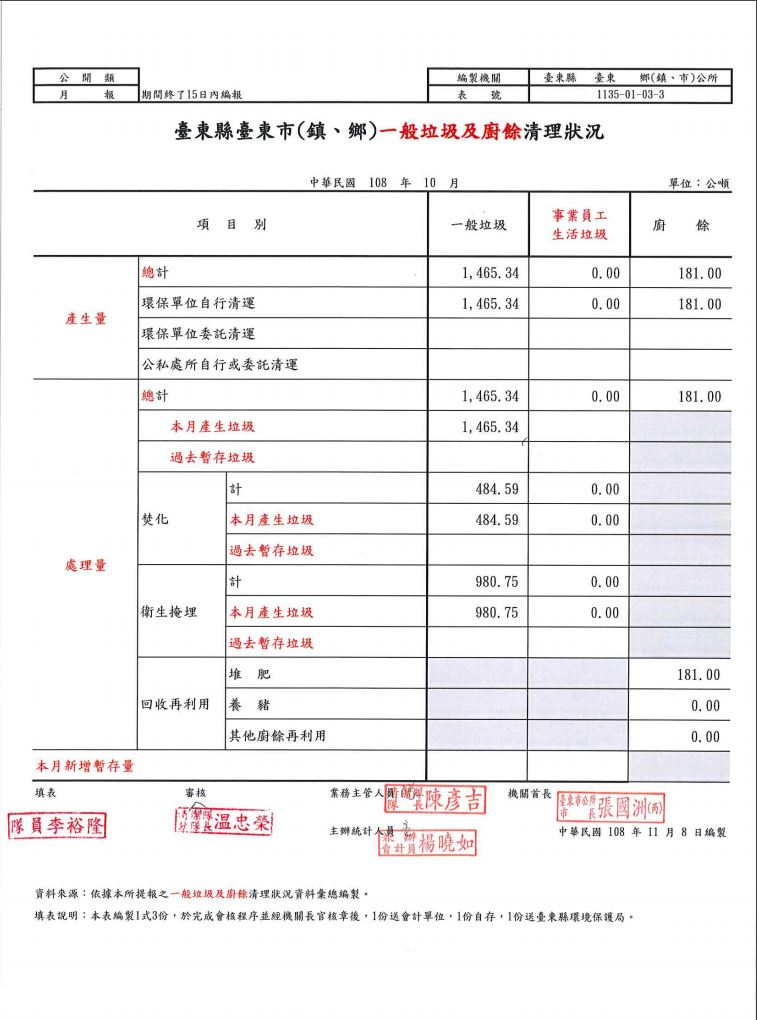 公 開 類 編製機關 臺東縣 臺東 鄉(鎮、市)公所
月 報 期間終了15日內編報 表 號 1135-01-03-3
臺東縣臺東市(鎮、鄉)一般垃圾及廚餘清理狀況
中華民國 108 年 10 月 單位：公噸
項 目 別 一般垃圾 事業員工 生活垃圾 廚 餘
產生量 總計 1,465.34 0.00 181.00
環保單位自行清運 1,465.34 0.00 181.00
環保單位委託清運
公私處所自行或委託清運
處理量 總計 1,465.34 0.00 181.00
本月產生垃圾 1,465.34
過去暫存垃圾
焚化 計 484.59 0.00
本月產生垃圾 484.59 0.00
過去暫存垃圾
衛生掩埋 計 980.75 0.00
本月產生垃圾 980.75 0.00
過去暫存垃圾
回收再利用 堆 肥 181.00
養 豬 0.00
其他廚餘再利用 0.00
本月新增暫存量
填表 審核 業務主管人員 機關首長
隊員李裕隆 清潔隊 分隊長 温忠榮 清潔隊 隊長 陳彥吉 臺東市公所 市長 張國洲(丙)
主辦統計人員 會計員 楊曉如 中華民國 108 年 11 月 8 日編製
資料來源：依據本所提報之一般垃圾及廚餘清理狀況資料彙總編製。
填表說明：本表編製1式3份，於完成會核程序並經機關長官核章後，1份送會計單位，1份自存，1份送臺東縣環境保護局。